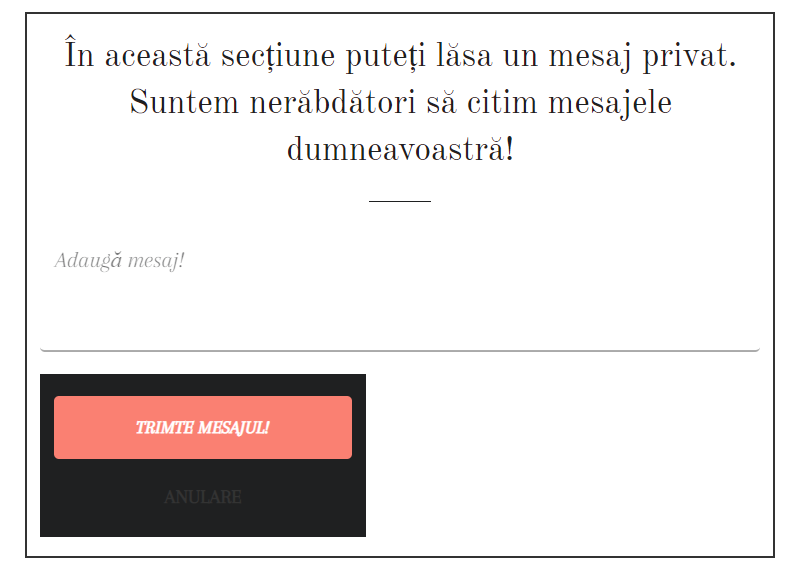 În această secțiune puteți lăsa un mesaj privat.
Suntem nerăbdători să citim mesajele
dumneavoastră!
Adaugă mesaj!
TRIMTE MESAJUL!
ANULARE